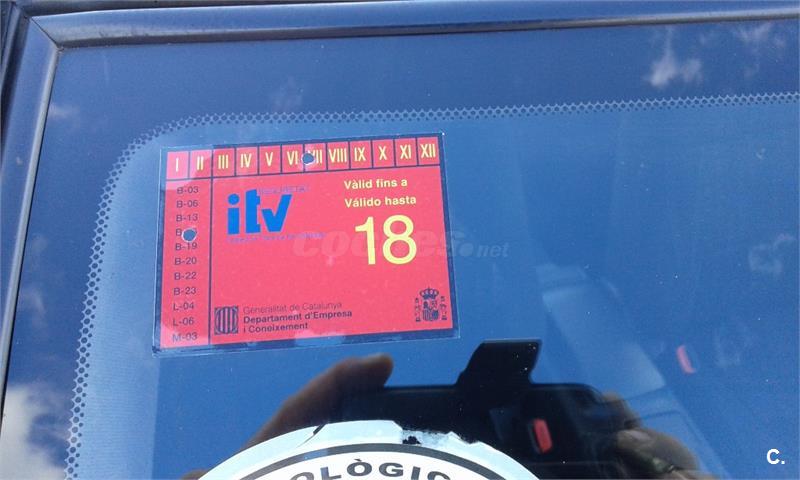 I II III IV V VI VII VIII IX X XI XII
B-03
B-06
B-13
B-19
B-20
B-22
B-23
L-04
L-06
M-03
itv
Vàlid fins a
Válido hasta
18
Generalitat de Catalunya
Departament d'Empresa
i Coneixement
coches.net
C.